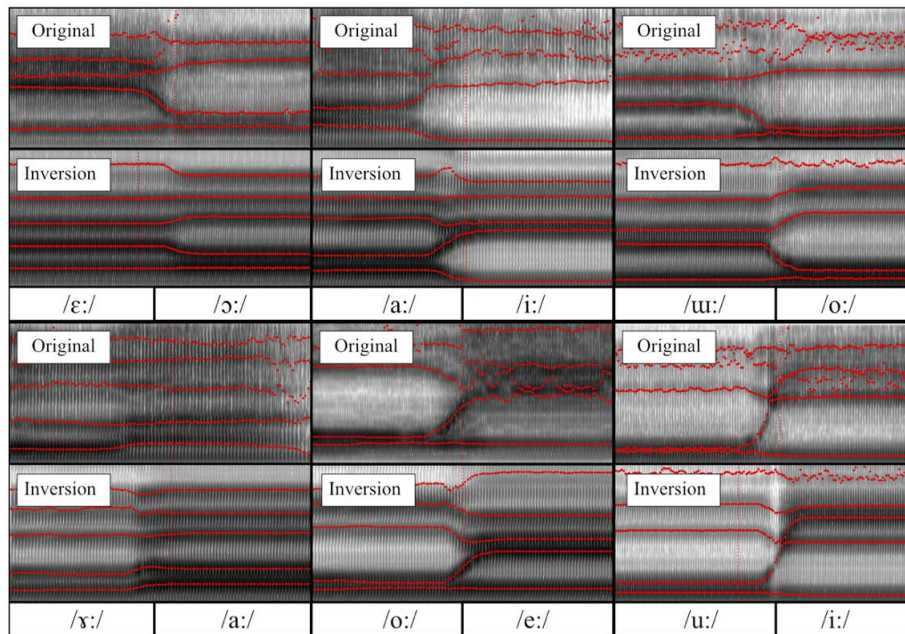 Original Original Original
Inversion Inversion Inversion
/ɛː/ /ɔː/ /aː/ /iː/ /ɯː/ /oː/
Original Original Original
Inversion Inversion Inversion
/ɤː/ /aː/ /oː/ /eː/ /uː/ /iː/